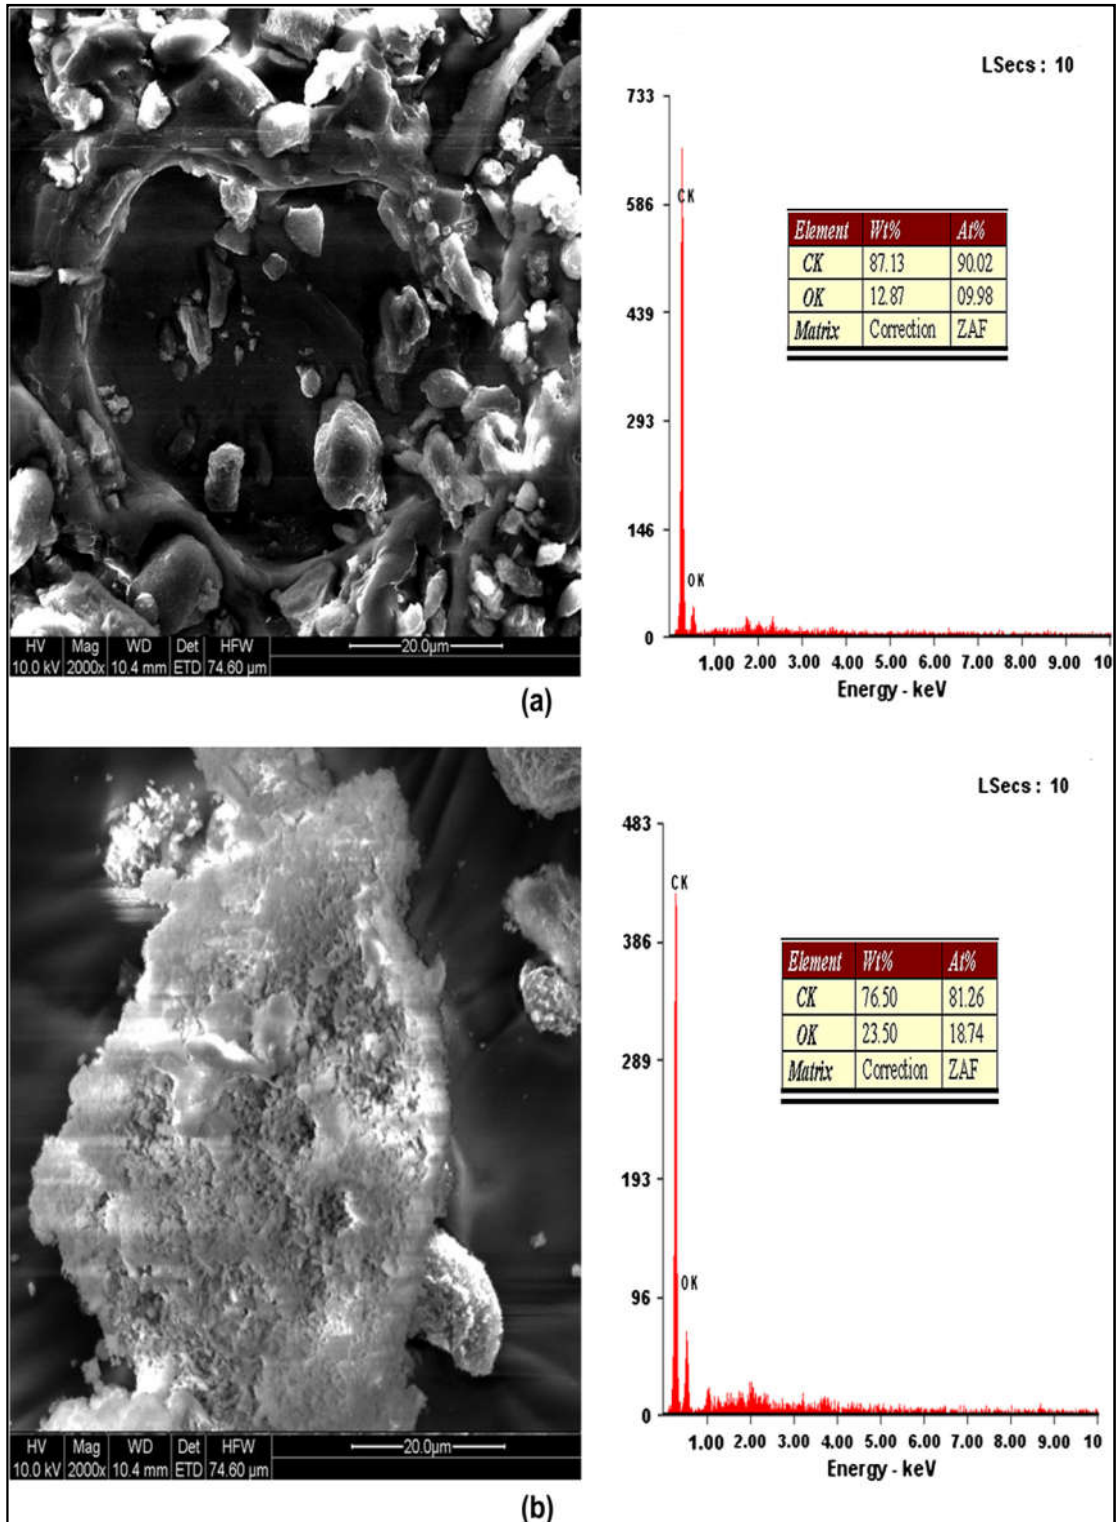 LSecs : 10
733
586
439
293
146
0
CK
OK
Element Wt% At%
CK 87.13 90.02
OK 12.87 09.98
Matrix Correction ZAF
1.00 2.00 3.00 4.00 5.00 6.00 7.00 8.00 9.00 10
Energy - keV
HV Mag WD Det HFW
10.0 kV 2000x 10.4 mm ETD 74.60 µm
20.0µm
(a)
LSecs : 10
483
386
289
193
96
0
CK
OK
Element Wt% At%
CK 76.50 81.26
OK 23.50 18.74
Matrix Correction ZAF
1.00 2.00 3.00 4.00 5.00 6.00 7.00 8.00 9.00 10
Energy - keV
HV Mag WD Det HFW
10.0 kV 2000x 10.4 mm ETD 74.60 µm
20.0µm
(b)